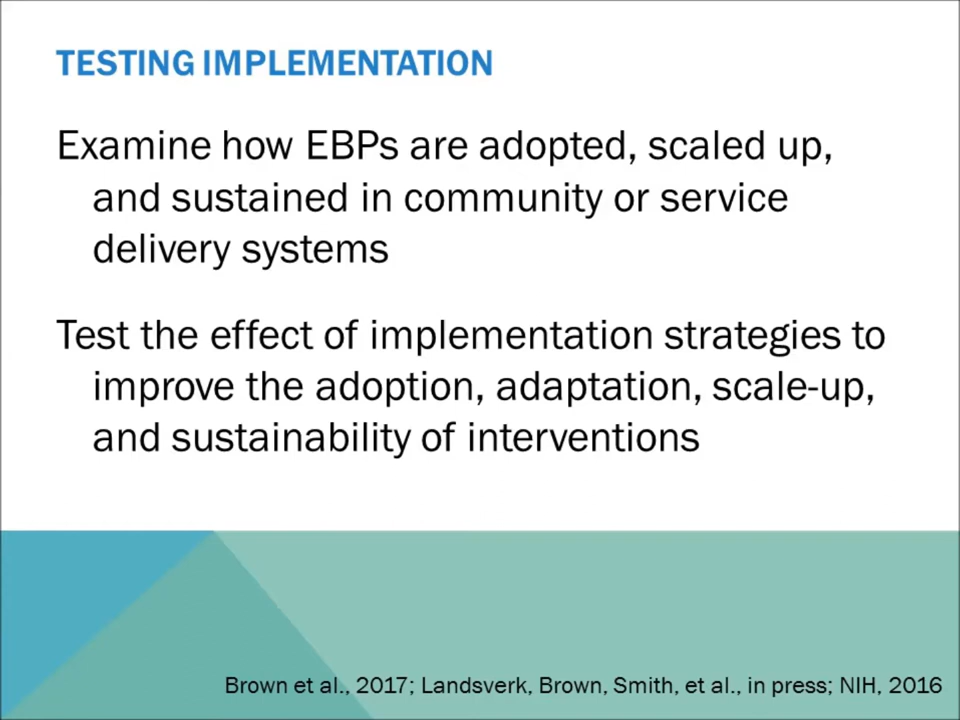 TESTING IMPLEMENTATION
Examine how EBPs are adopted, scaled up,
and sustained in community or service
delivery systems
Test the effect of implementation strategies to
improve the adoption, adaptation, scale-up,
and sustainability of interventions
Brown et al., 2017; Landsverk, Brown, Smith, et al., in press; NIH, 2016